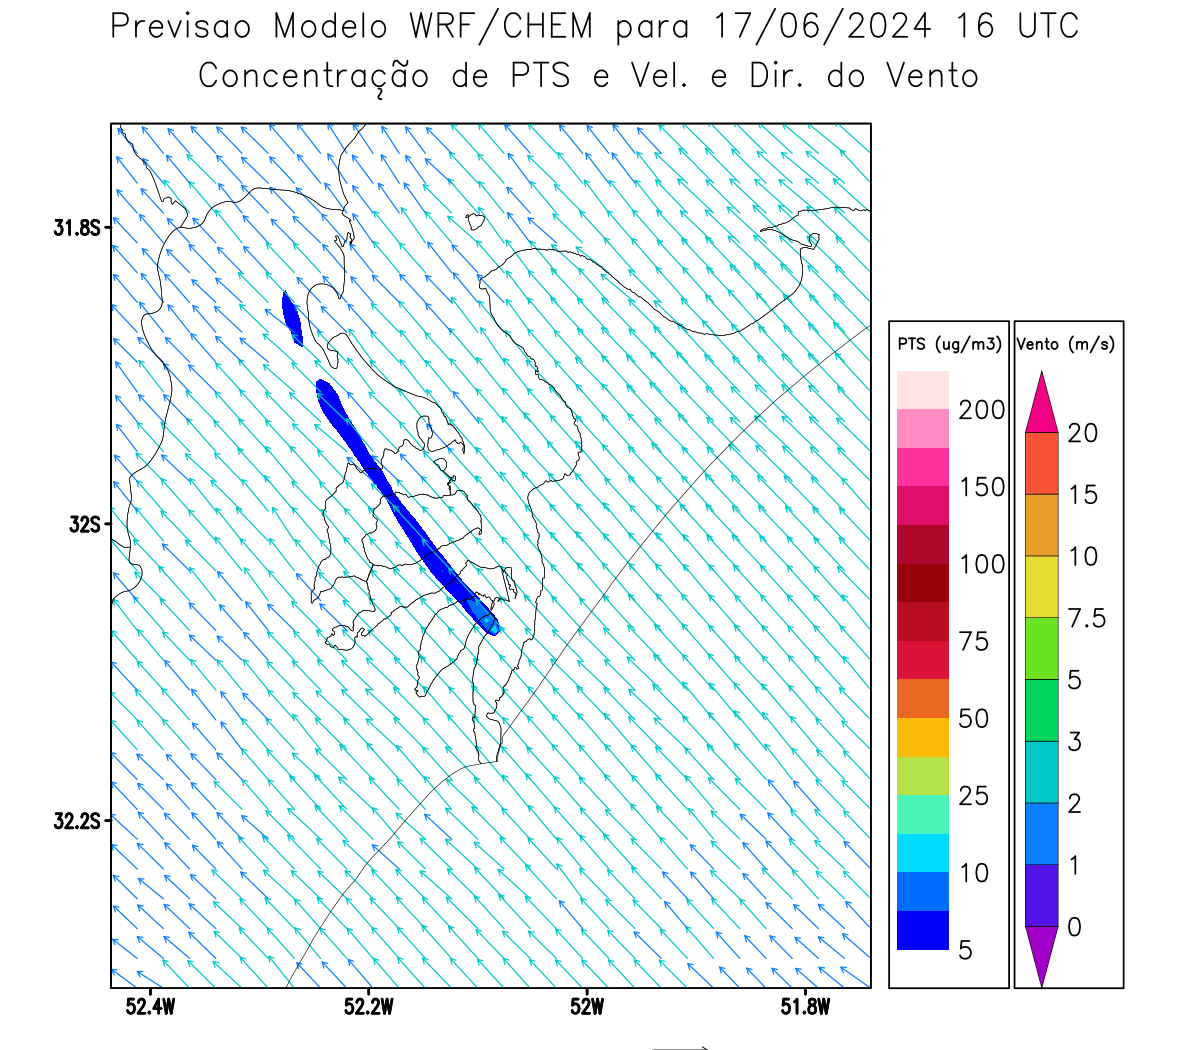 Previsao Modelo WRF/CHEM para 17/06/2024 16 UTC
Concentração de PTS e Vel. e Dir. do Vento
31.8S
32S
32.2S
52.4W
52.2W
52W
51.8W
PTS (ug/m3)
200
150
100
75
50
25
10
5
Vento (m/s)
20
15
10
7.5
5
3
2
1
0